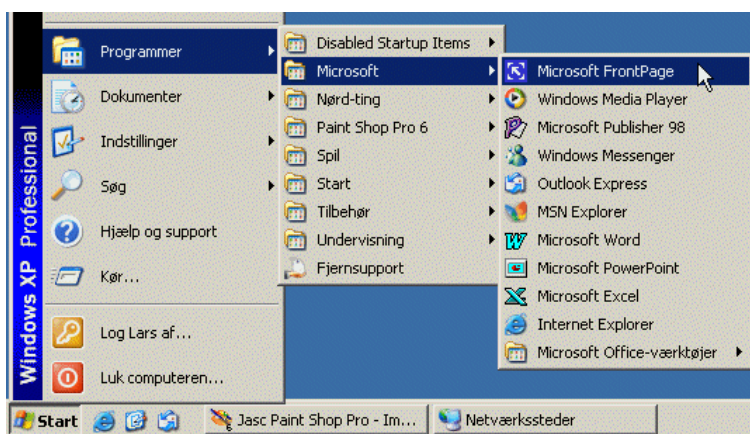 Windows XP Professional
Programmer
Dokumenter
Indstillinger
Søg
Hjælp og support
Kør...
Log Lars af...
Luk computeren...
Disabled Startup Items
Microsoft
Nørd-ting
Paint Shop Pro 6
Spil
Start
Tilbehør
Undervisning
Fjernsupport
Microsoft FrontPage
Windows Media Player
Microsoft Publisher 98
Windows Messenger
Outlook Express
MSN Explorer
Microsoft Word
Microsoft PowerPoint
Microsoft Excel
Internet Explorer
Microsoft Office-værktøjer
Start
Jasc Paint Shop Pro - Im...
Netværkssteder